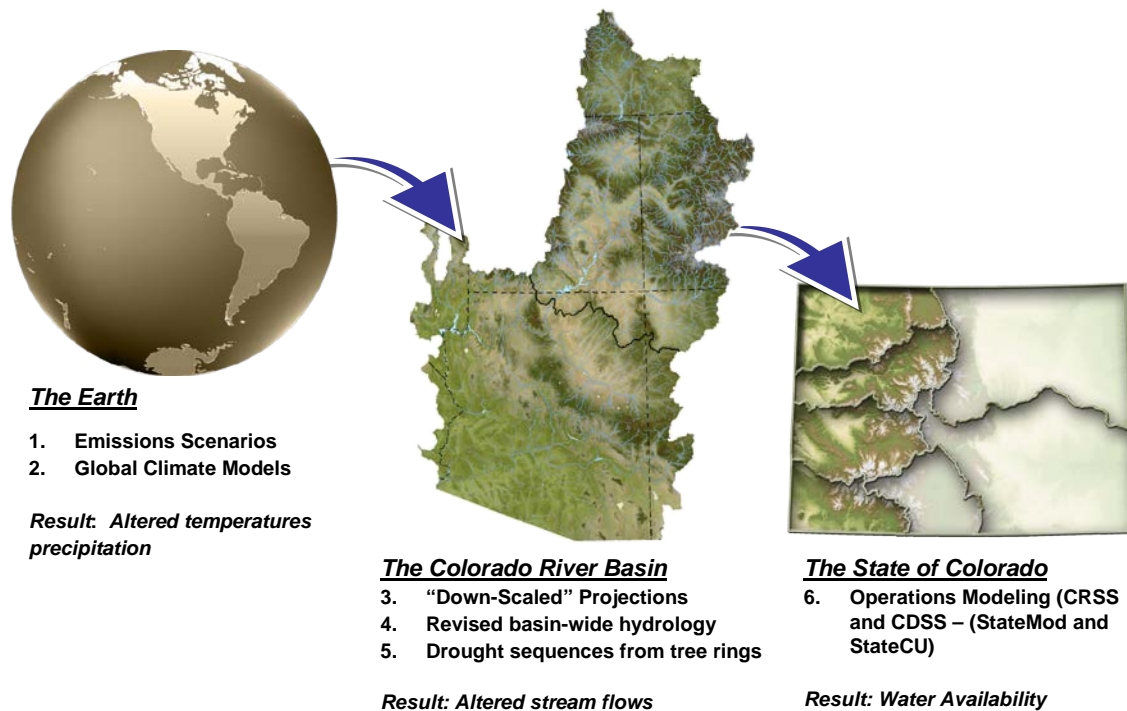 The Earth
1. Emissions Scenarios
2. Global Climate Models
Result: Altered temperatures
precipitation
The Colorado River Basin
3. “Down-Scaled” Projections
4. Revised basin-wide hydrology
5. Drought sequences from tree rings
Result: Altered stream flows
The State of Colorado
6. Operations Modeling (CRSS
and CDSS – (StateMod and
StateCU)
Result: Water Availability